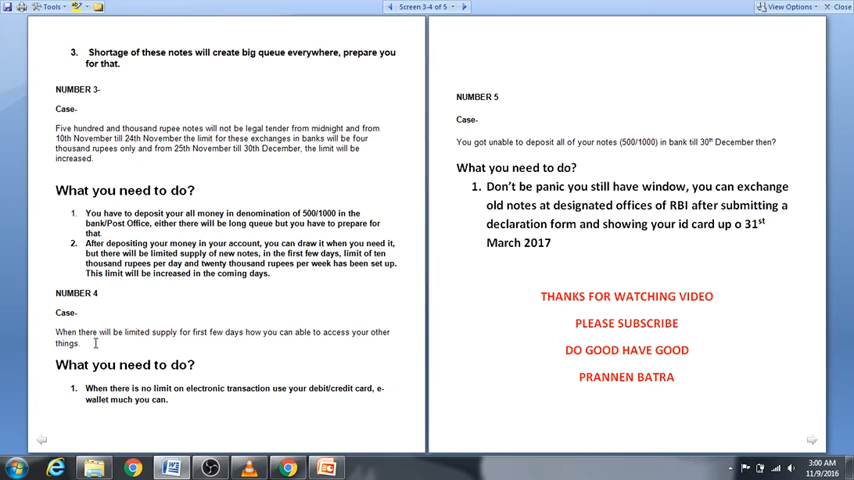 Tools
Screen 3-4 of 5
View Options
Close
3. Shortage of these notes will create big queue everywhere, prepare you
for that.
NUMBER 3-
Case-
Five hundred and thousand rupee notes will not be legal tender from midnight and from
10th November till 24th November the limit for these exchanges in banks will be four
thousand rupees only and from 25th November till 30th December, the limit will be
increased.
What you need to do?
1. You have to deposit your all money in denomination of 500/1000 in the
bank/Post Office, either there will be long queue but you have to prepare for
that.
2. After depositing your money in your account, you can draw it when you need it,
but there will be limited supply of new notes, in the first few days, limit of ten
thousand rupees per day and twenty thousand rupees per week has been set up.
This limit will be increased in the coming days.
NUMBER 4
Case-
When there will be limited supply for first few days how you can able to access your other
things.
What you need to do?
1. When there is no limit on electronic transaction use your debit/credit card, e-
wallet much you can.
NUMBER 5
Case-
You got unable to deposit all of your notes (500/1000) in bank till 30th December then?
What you need to do?
1. Don't be panic you still have window, you can exchange
old notes at designated offices of RBI after submitting a
declaration form and showing your id card up o 31st
March 2017
THANKS FOR WATCHING VIDEO
PLEASE SUBSCRIBE
DO GOOD HAVE GOOD
PRANNEN BATRA
3:00 AM
11/9/2016